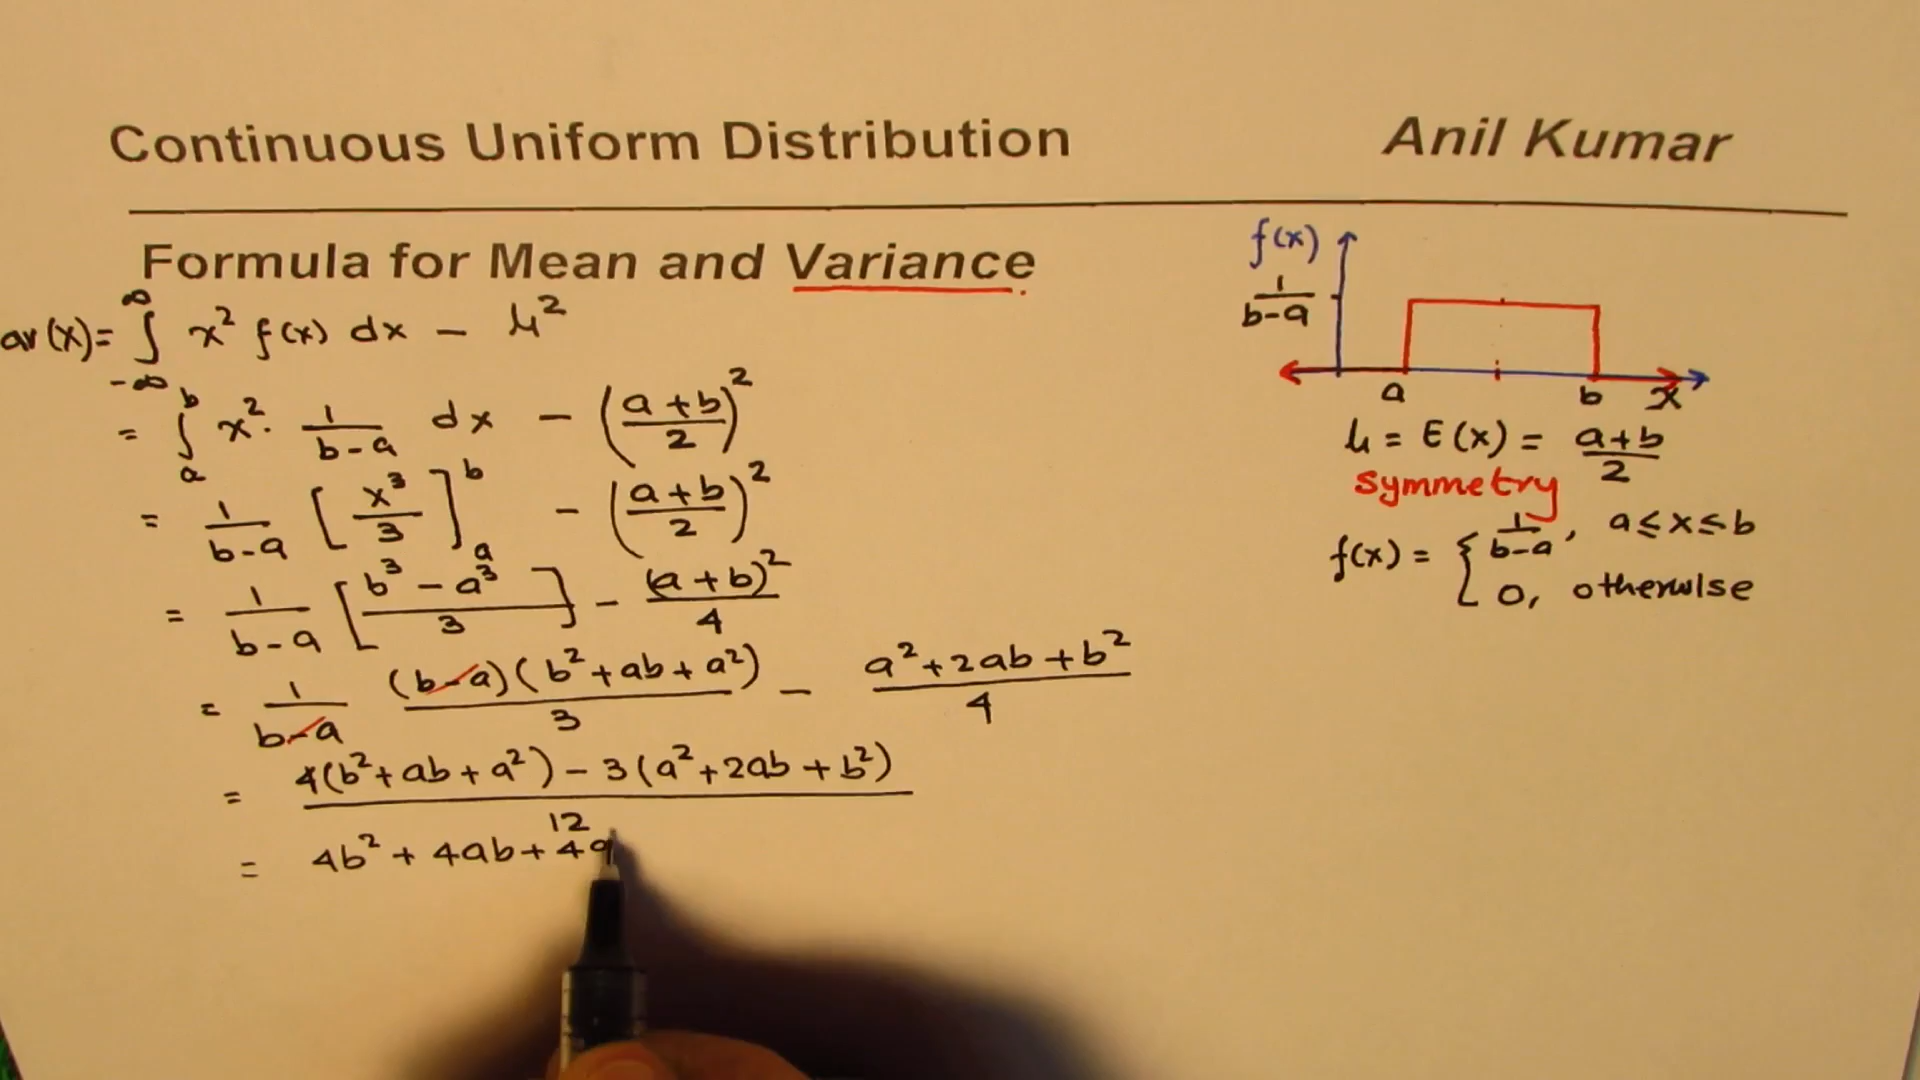 Continuous Uniform Distribution
Anil Kumar
Formula for Mean and Variance
ar(x) = ∫_{-∞}^{∞} x² f(x) dx - μ²
= ∫_a^b x² · 1/(b-a) dx - ((a+b)/2)²
= 1/(b-a) [x³/3]_a^b - ((a+b)/2)²
= 1/(b-a) [(b³ - a³)/3] - (a+b)²/4
= 1/(b-a) (b-a)(b²+ab+a²)/3 - (a²+2ab+b²)/4
= (4(b²+ab+a²) - 3(a²+2ab+b²))/12
= 4b² + 4ab + 4a
f(x)
1/(b-a)
a b x
μ = E(x) = (a+b)/2
symmetry
f(x) = { 1/(b-a), a≤x≤b
0, otherwise